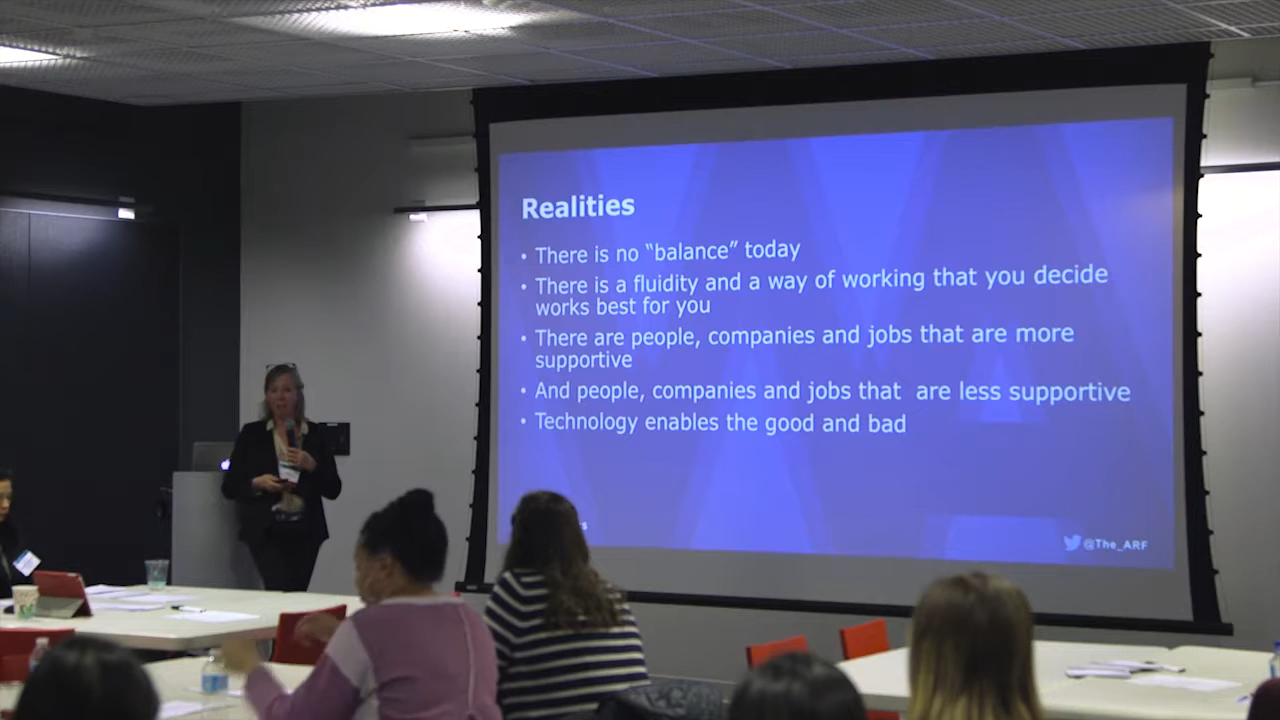 Realities
• There is no “balance” today
• There is a fluidity and a way of working that you decide
works best for you
• There are people, companies and jobs that are more
supportive
• And people, companies and jobs that are less supportive
• Technology enables the good and bad
@The_ARF